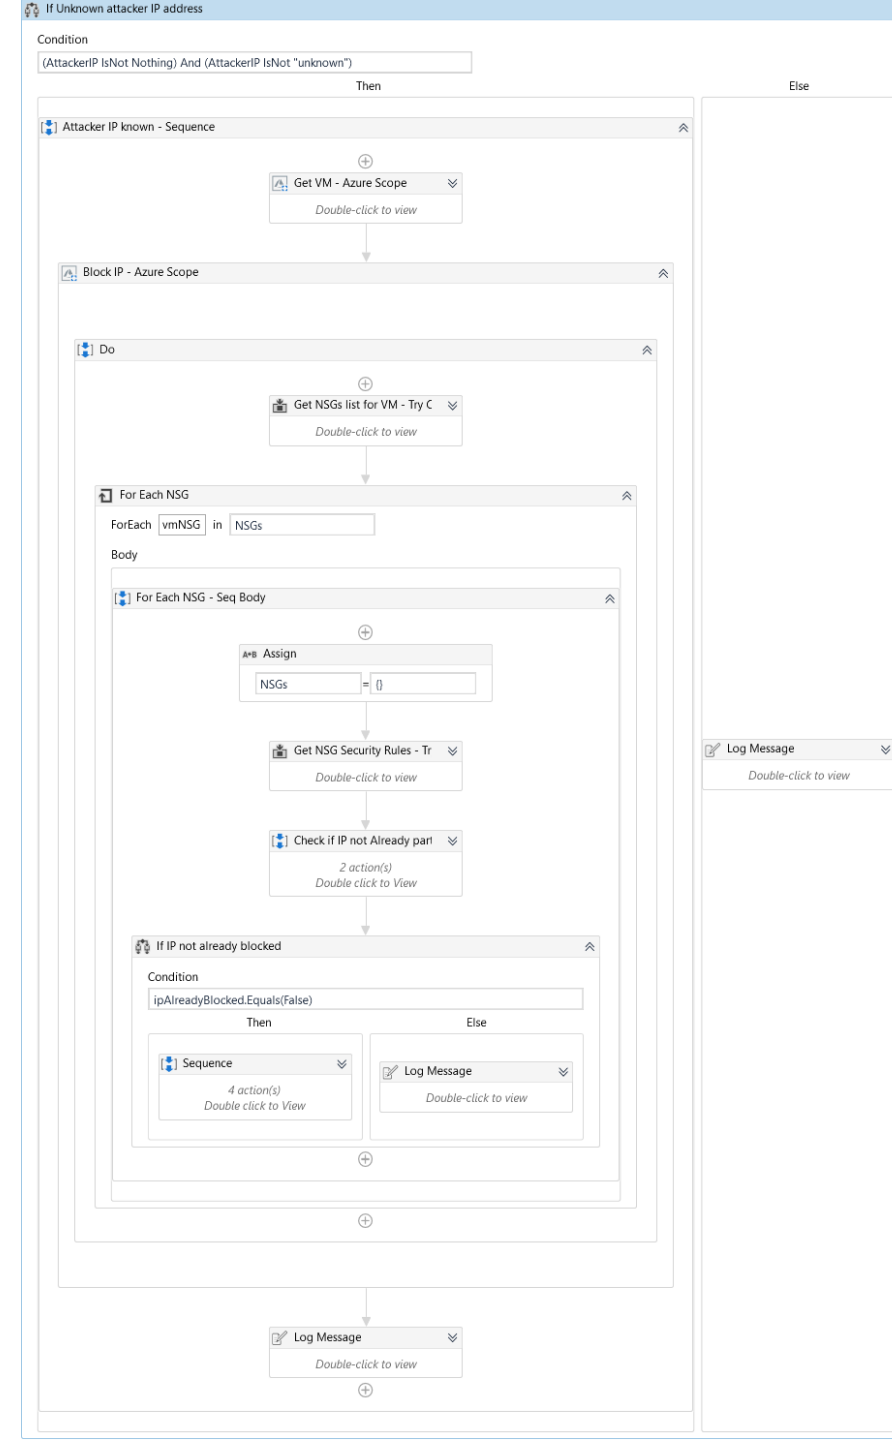 If Unknown attacker IP address
Condition
(AttackerIP IsNot Nothing) And (AttackerIP IsNot "unknown")
Then
Else
Attacker IP known - Sequence
Get VM - Azure Scope
Double-click to view
Block IP - Azure Scope
Do
Get NSGs list for VM - Try C
Double-click to view
For Each NSG
ForEach vmNSG in NSGs
Body
For Each NSG - Seq Body
A+B Assign
NSGs = {}
Get NSG Security Rules - Tr
Double-click to view
Log Message
Double-click to view
Check if IP not Already part
2 action(s)
Double click to View
If IP not already blocked
Condition
ipAlreadyBlocked.Equals(False)
Then
Else
Sequence
4 action(s)
Double click to View
Log Message
Double-click to view
Log Message
Double-click to view